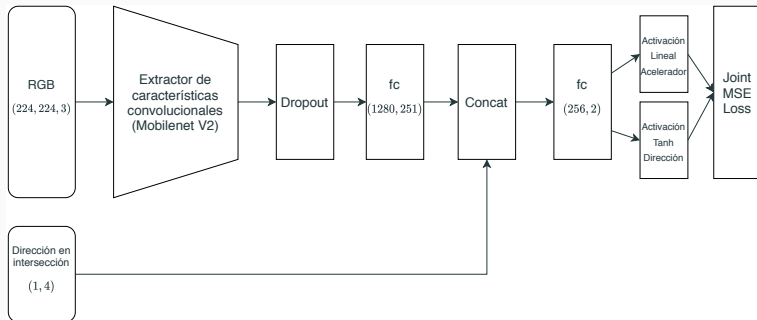 RGB
(224, 224, 3)
Extractor de
características
convolucionales
(Mobilenet V2)
Dropout
fc
(1280, 251)
Concat
fc
(256, 2)
Activación
Lineal
Acelerador
Activación
Tanh
Dirección
Joint
MSE
Loss
Dirección en
intersección
(1, 4)